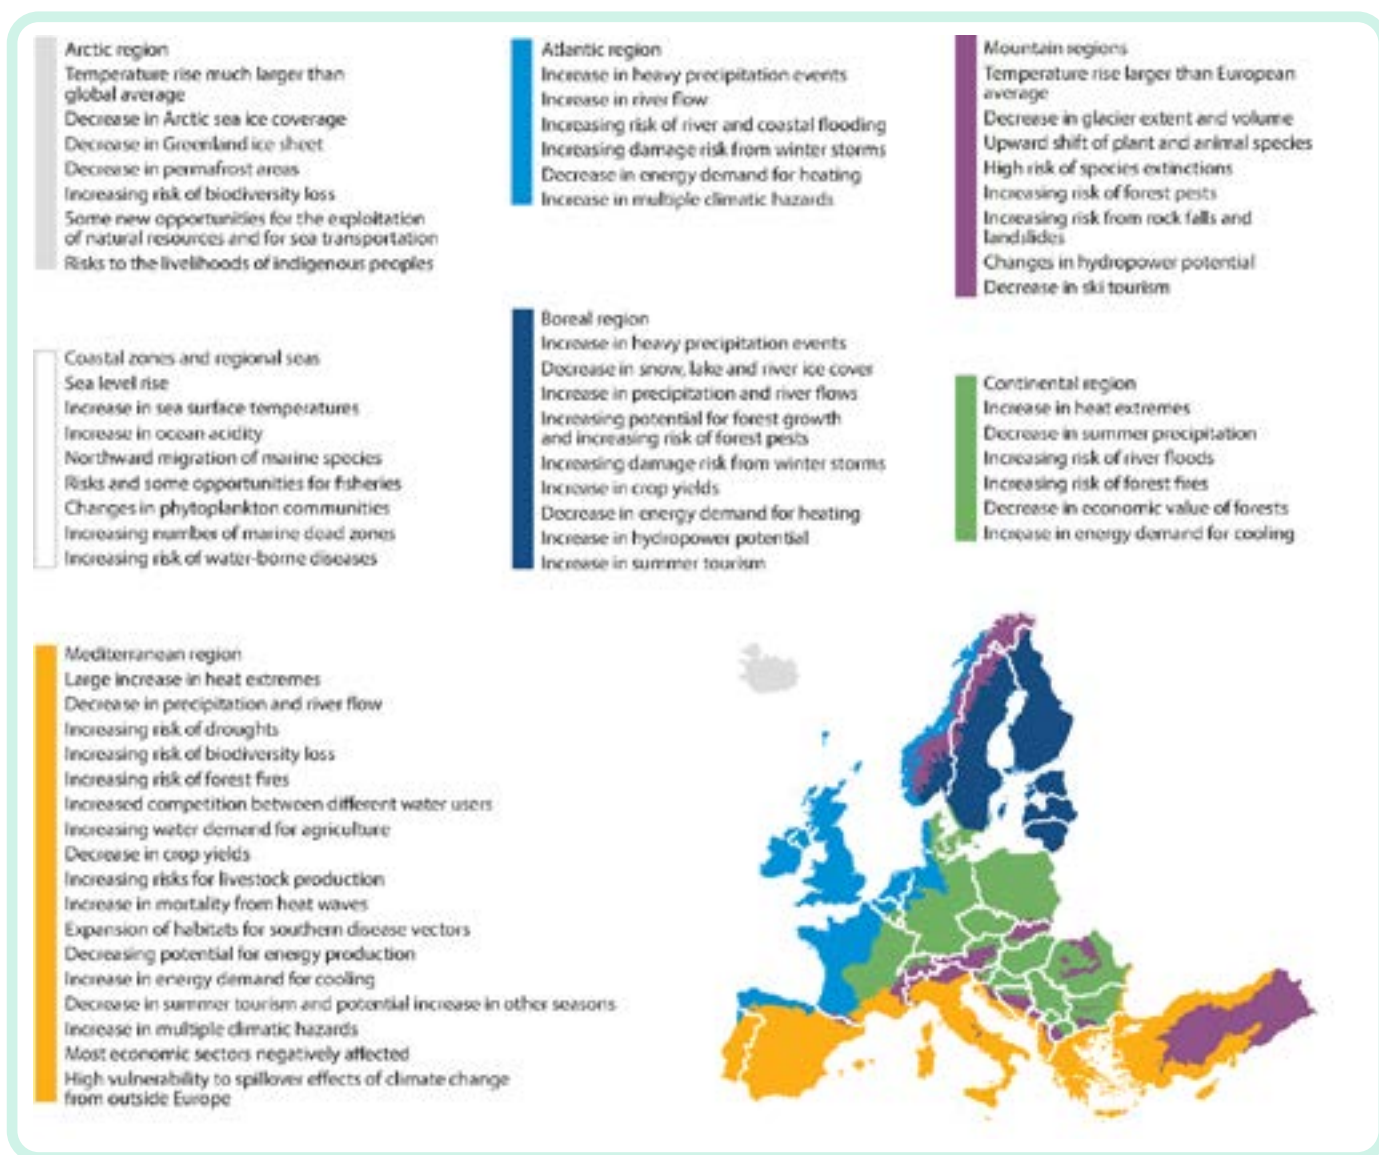 Arctic region
Temperature rise much larger than
global average
Decrease in Arctic sea ice coverage
Decrease in Greenland ice sheet
Decrease in permafrost areas
Increasing risk of biodiversity loss
Some new opportunities for the exploitation
of natural resources and for sea transportation
Risks to the livelihoods of indigenous peoples
Atlantic region
Increase in heavy precipitation events
Increase in river flow
Increasing risk of river and coastal flooding
Increasing damage risk from winter storms
Decrease in energy demand for heating
Increase in multiple climatic hazards
Mountain regions
Temperature rise larger than European
average
Decrease in glacier extent and volume
Upward shift of plant and animal species
High risk of species extinctions
Increasing risk of forest pests
Increasing risk from rock falls and
landslides
Changes in hydropower potential
Decrease in ski tourism
Coastal zones and regional seas
Sea level rise
Increase in sea surface temperatures
Increase in ocean acidity
Northward migration of marine species
Risks and some opportunities for fisheries
Changes in phytoplankton communities
Increasing number of marine dead zones
Increasing risk of water-borne diseases
Boreal region
Increase in heavy precipitation events
Decrease in snow, lake and river ice cover
Increase in precipitation and river flows
Increasing potential for forest growth
and increasing risk of forest pests
Increasing damage risk from winter storms
Increase in crop yields
Decrease in energy demand for heating
Increase in hydropower potential
Increase in summer tourism
Continental region
Increase in heat extremes
Decrease in summer precipitation
Increasing risk of river floods
Increasing risk of forest fires
Decrease in economic value of forests
Increase in energy demand for cooling
Mediterranean region
Large increase in heat extremes
Decrease in precipitation and river flow
Increasing risk of droughts
Increasing risk of biodiversity loss
Increasing risk of forest fires
Increased competition between different water users
Increasing water demand for agriculture
Decrease in crop yields
Increasing risks for livestock production
Increase in mortality from heat waves
Expansion of habitats for southern disease vectors
Decreasing potential for energy production
Increase in energy demand for cooling
Decrease in summer tourism and potential increase in other seasons
Increase in multiple climatic hazards
Most economic sectors negatively affected
High vulnerability to spillover effects of climate change
from outside Europe